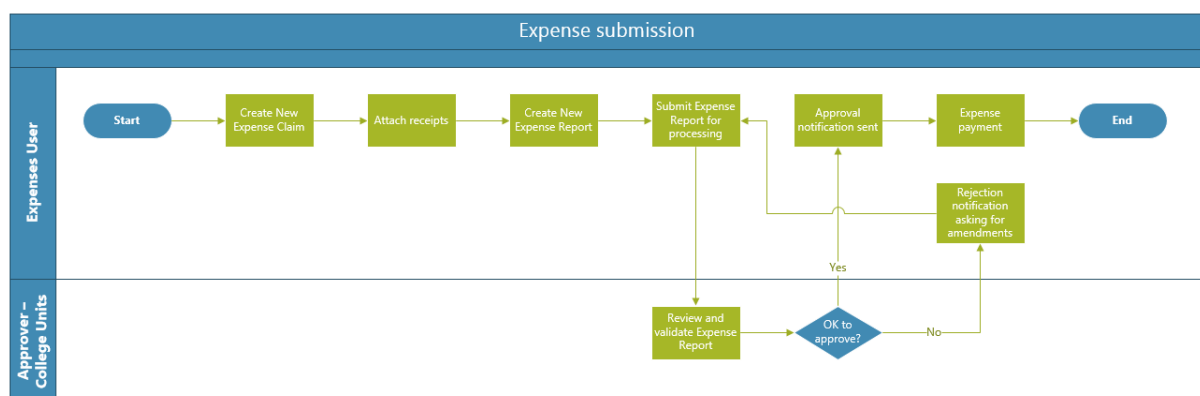 Expense submission
Expenses User
Start
Create New
Expense Claim
Attach receipts
Create New
Expense Report
Submit Expense
Report for
processing
Approval
notification sent
Expense
payment
End
Rejection
notification
asking for
amendments
Yes
Approver –
College Units
Review and
validate Expense
Report
OK to
approve?
No